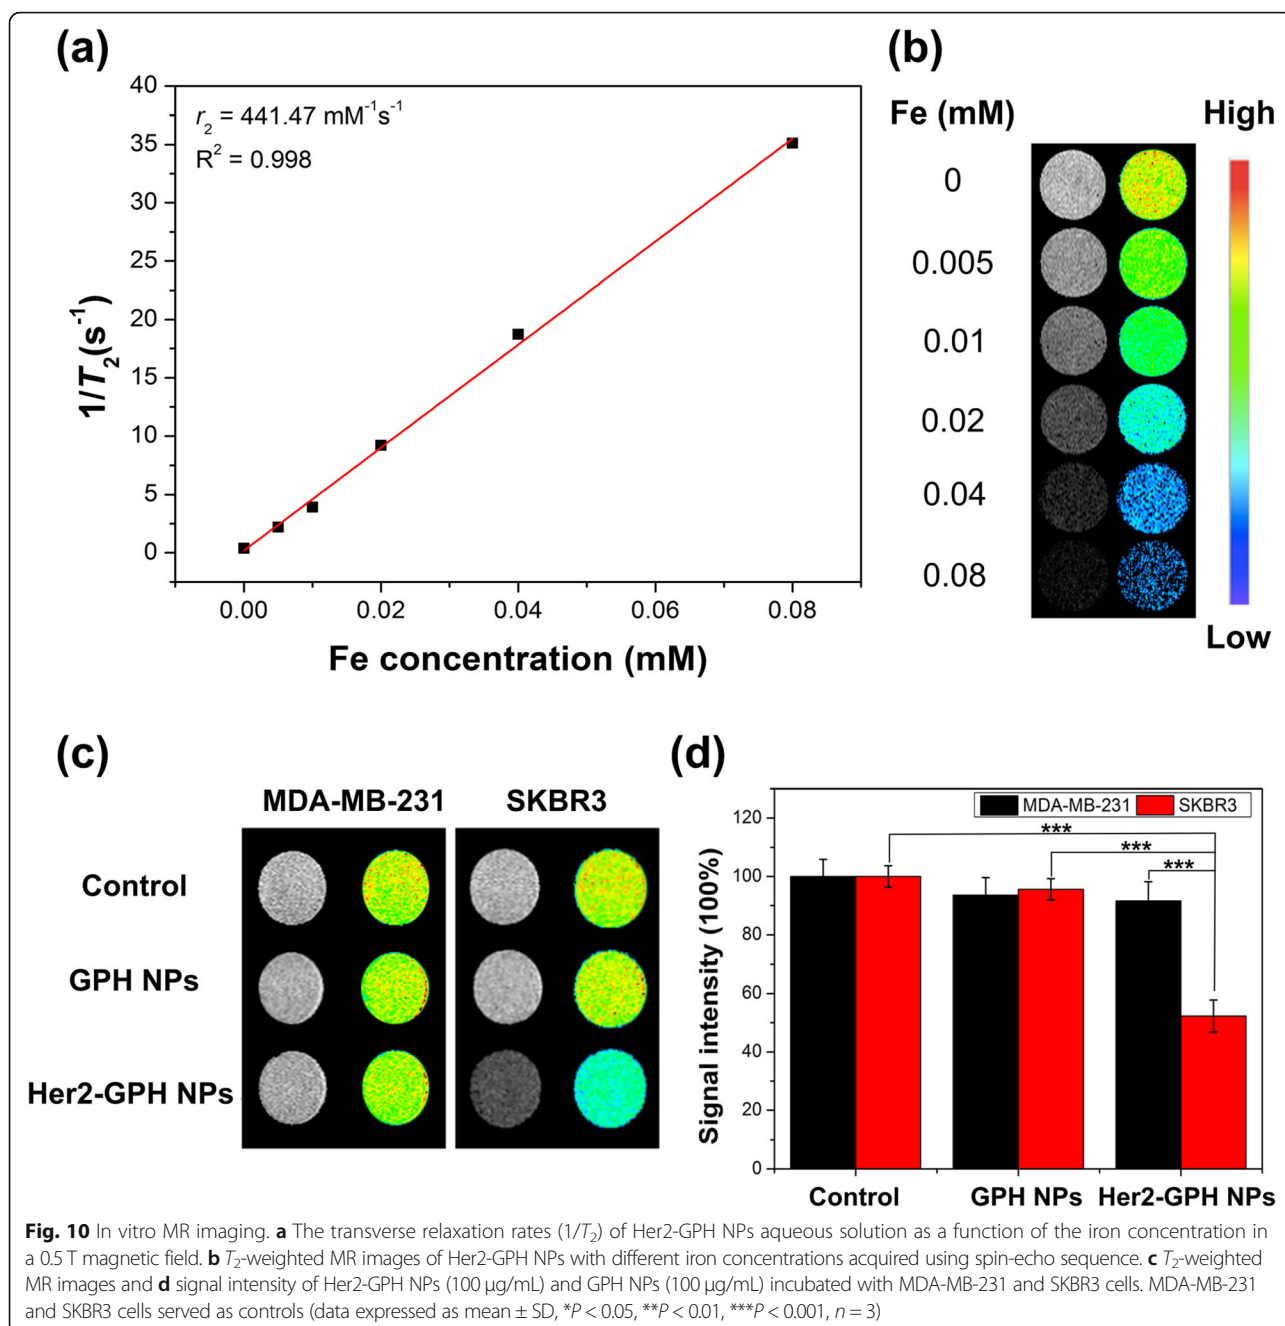 (a)
40
35
30
25
20
15
10
5
0
1/T₂(s⁻¹)
r₂ = 441.47 mM⁻¹s⁻¹
R² = 0.998
0.00 0.02 0.04 0.06 0.08
Fe concentration (mM)
(b)
Fe (mM)
High
0
0.005
0.01
0.02
0.04
0.08
Low
(c)
MDA-MB-231 SKBR3
Control
GPH NPs
Her2-GPH NPs
(d)
MDA-MB-231 SKBR3
120
100
80
60
40
20
0
Signal intensity (100%)
***
***
***
Control GPH NPs Her2-GPH NPs
Fig. 10 In vitro MR imaging. a The transverse relaxation rates (1/T₂) of Her2-GPH NPs aqueous solution as a function of the iron concentration in
a 0.5 T magnetic field. b T₂-weighted MR images of Her2-GPH NPs with different iron concentrations acquired using spin-echo sequence. c T₂-weighted
MR images and d signal intensity of Her2-GPH NPs (100 μg/mL) and GPH NPs (100 μg/mL) incubated with MDA-MB-231 and SKBR3 cells. MDA-MB-231
and SKBR3 cells served as controls (data expressed as mean ± SD, *P < 0.05, **P < 0.01, ***P < 0.001, n = 3)